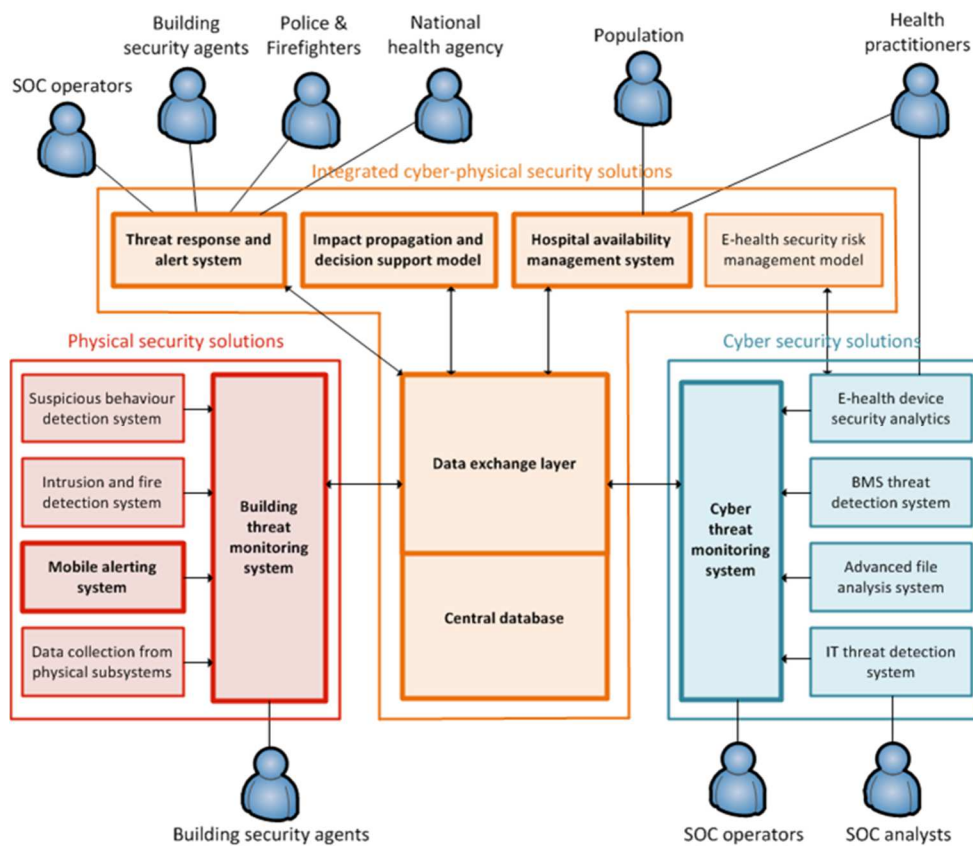 Building
security agents
Police &
Firefighters
National
health agency
Population
Health
practitioners
SOC operators
Integrated cyber-physical security solutions
Threat response and
alert system
Impact propagation and
decision support model
Hospital availability
management system
E-health security risk
management model
Physical security solutions
Cyber security solutions
Suspicious behaviour
detection system
Intrusion and fire
detection system
Mobile alerting
system
Data collection from
physical subsystems
Building
threat
monitoring
system
Data exchange layer
Central database
Cyber
threat
monitoring
system
E-health device
security analytics
BMS threat
detection system
Advanced file
analysis system
IT threat detection
system
Building security agents
SOC operators
SOC analysts